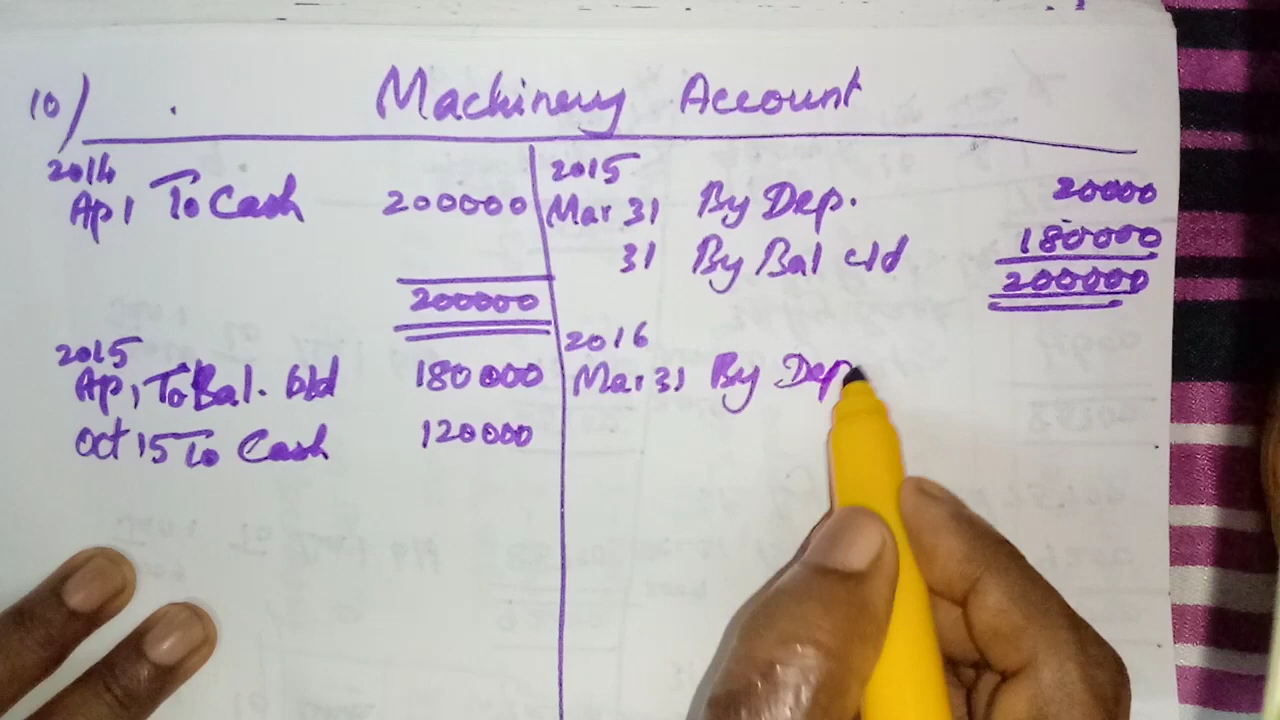 10/ Machinery Account
2014 2015
Ap 1 To Cash 200000 Mar 31 By Dep. 20000
31 By Bal c/d 180000
200000 200000
2015 2016
Ap 1 To Bal. b/d 180000 Mar 31 By Dep
Oct 15 To Cash 120000